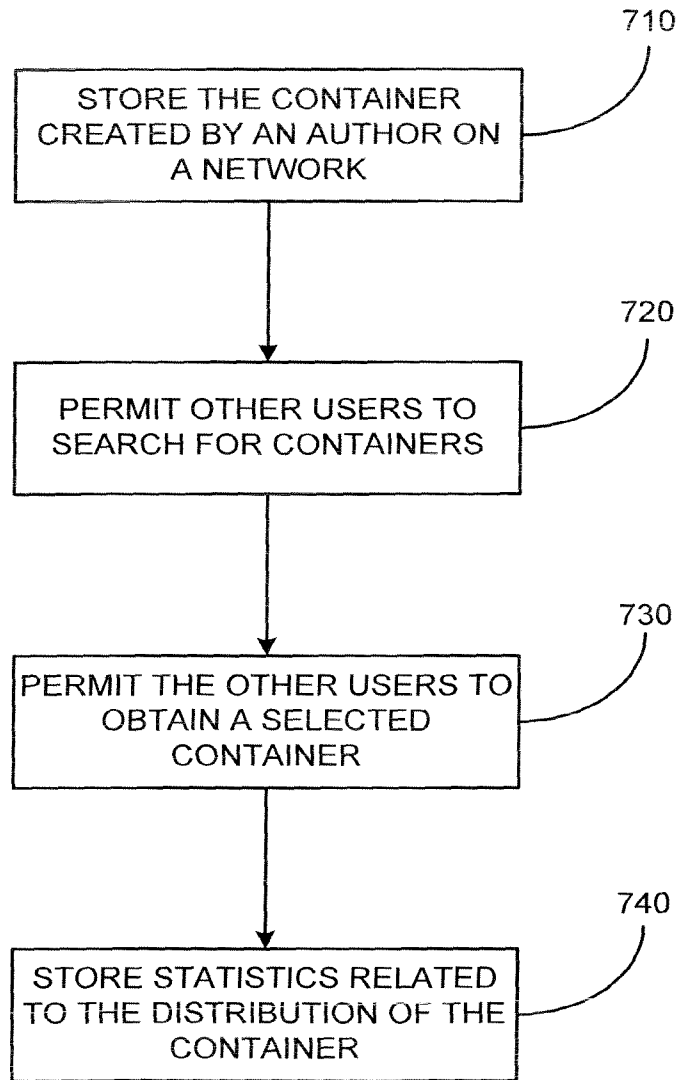 710
STORE THE CONTAINER
CREATED BY AN AUTHOR ON
A NETWORK
720
PERMIT OTHER USERS TO
SEARCH FOR CONTAINERS
730
PERMIT THE OTHER USERS TO
OBTAIN A SELECTED
CONTAINER
740
STORE STATISTICS RELATED
TO THE DISTRIBUTION OF THE
CONTAINER